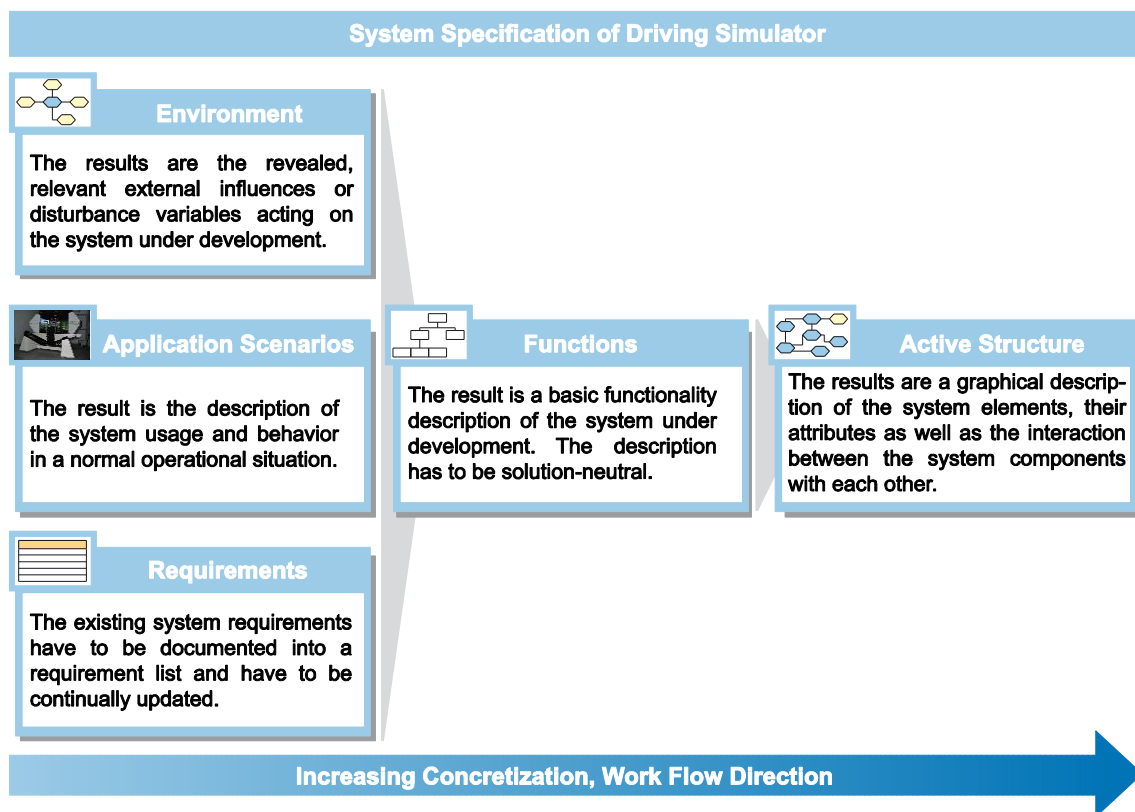 System Specification of Driving Simulator
Environment
The results are the revealed,
relevant external influences or
disturbance variables acting on
the system under development.
Application Scenarios
The result is the description of
the system usage and behavior
in a normal operational situation.
Requirements
The existing system requirements
have to be documented into a
requirement list and have to be
continually updated.
Functions
The result is a basic functionality
description of the system under
development. The description
has to be solution-neutral.
Active Structure
The results are a graphical descrip-
tion of the system elements, their
attributes as well as the interaction
between the system components
with each other.
Increasing Concretization, Work Flow Direction